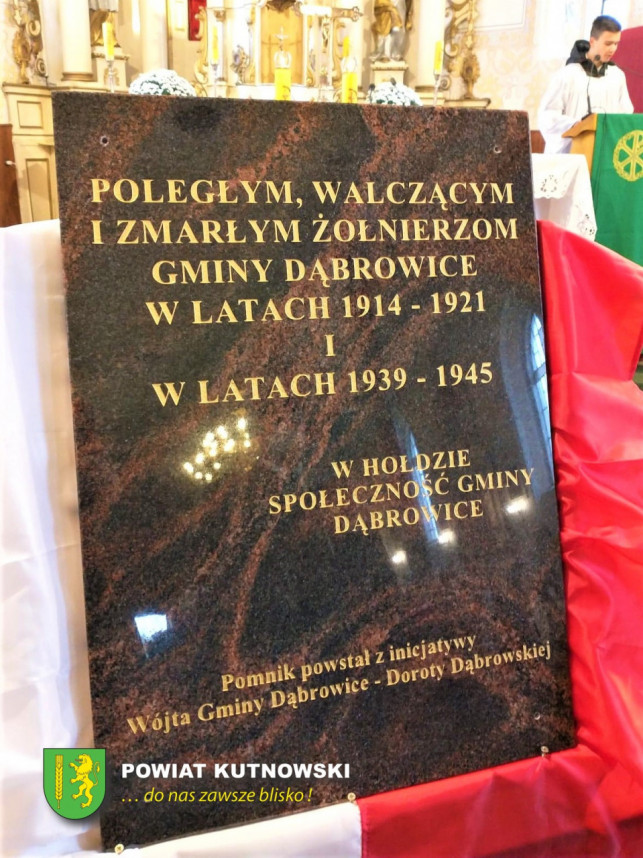 POLEGŁYM, WALCZĄCYM
I ZMARŁYM ŻOŁNIERZOM
GMINY DĄBROWICE
W LATACH 1914 - 1921
I
W LATACH 1939 - 1945
W HOŁDZIE
SPOŁECZNOŚĆ GMINY
DĄBROWICE
Pomnik powstał z inicjatywy
Wójta Gminy Dąbrowice - Doroty Dąbrowskiej
POWIAT KUTNOWSKI
... do nas zawsze blisko !